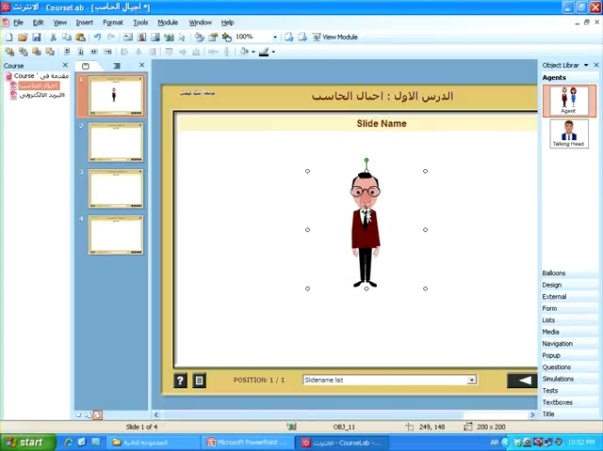 الانترنت - CourseLab - [اجيال الحاسب *]
File Edit View Insert Format Tools Module Window Help
100% View Module
Course
مقدمة في Course
اجيال الحاسب
البريد الالكتروني
1
2
3
4
الدرس الاول : اجيال الحاسب
Slide Name
POSITION: 1 / 1
Slidename list
Object Librar
Agents
Agent
Talking Head
Balloons
Design
External
Form
Lists
Media
Navigation
Popup
Questions
Simulations
Tests
Textboxes
Title
Slide 1 of 4 OBJ_11 249, 148 200 x 200
start
Microsoft PowerPoint ...
الانترنت - CourseLab -...
AR
10:52 PM